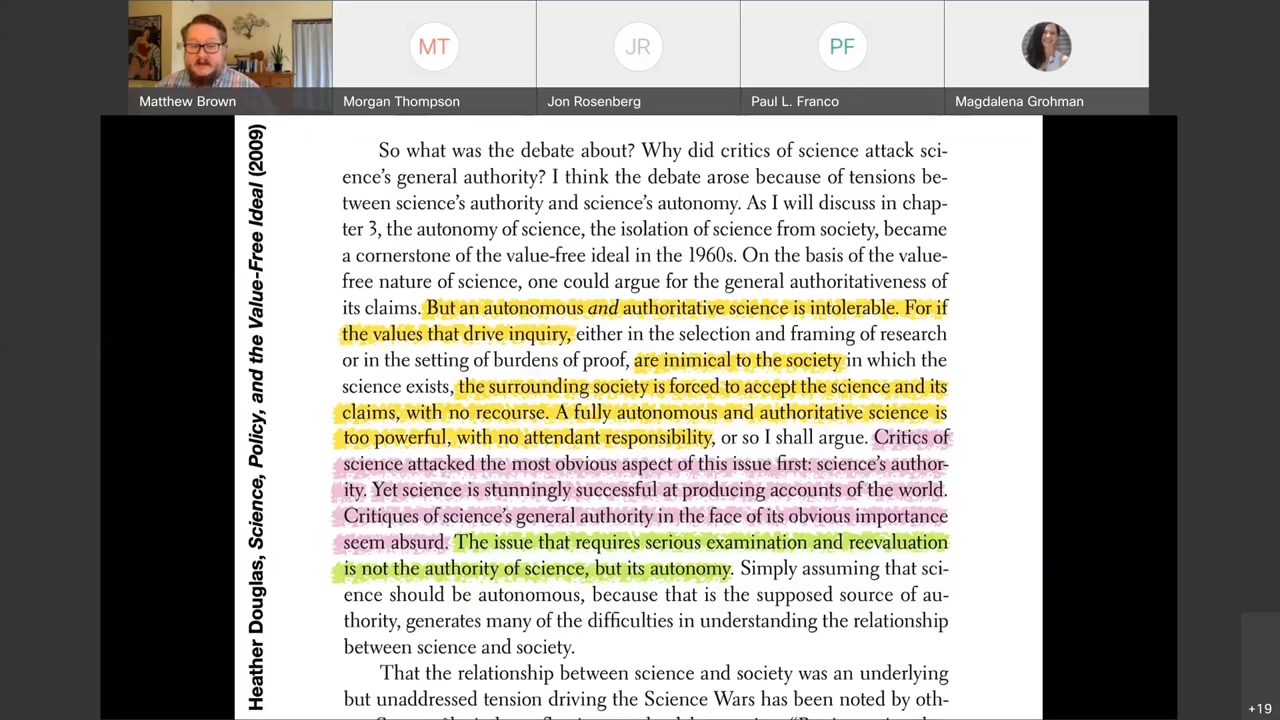 MT
JR
PF
Matthew Brown
Morgan Thompson
Jon Rosenberg
Paul L. Franco
Magdalena Grohman
Heather Douglas, Science, Policy, and the Value-Free Ideal (2009)
So what was the debate about? Why did critics of science attack sci-
ence's general authority? I think the debate arose because of tensions be-
tween science's authority and science's autonomy. As I will discuss in chap-
ter 3, the autonomy of science, the isolation of science from society, became
a cornerstone of the value-free ideal in the 1960s. On the basis of the value-
free nature of science, one could argue for the general authoritativeness of
its claims. But an autonomous and authoritative science is intolerable. For if
the values that drive inquiry, either in the selection and framing of research
or in the setting of burdens of proof, are inimical to the society in which the
science exists, the surrounding society is forced to accept the science and its
claims, with no recourse. A fully autonomous and authoritative science is
too powerful, with no attendant responsibility, or so I shall argue. Critics of
science attacked the most obvious aspect of this issue first: science's author-
ity. Yet science is stunningly successful at producing accounts of the world.
Critiques of science's general authority in the face of its obvious importance
seem absurd. The issue that requires serious examination and reevaluation
is not the authority of science, but its autonomy. Simply assuming that sci-
ence should be autonomous, because that is the supposed source of au-
thority, generates many of the difficulties in understanding the relationship
between science and society.
That the relationship between science and society was an underlying
but unaddressed tension driving the Science Wars has been noted by oth-
+19